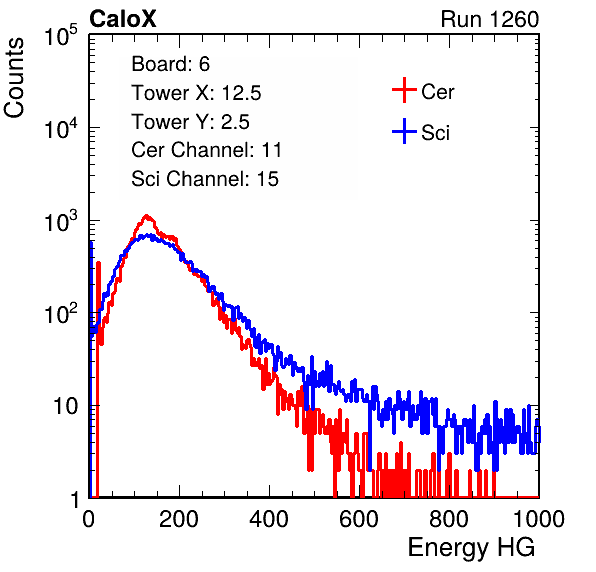 CaloX Run 1260
Counts
10^5
10^4
10^3
10^2
10
1
Board: 6
Tower X: 12.5
Tower Y: 2.5
Cer Channel: 11
Sci Channel: 15
Cer
Sci
0 200 400 600 800 1000
Energy HG